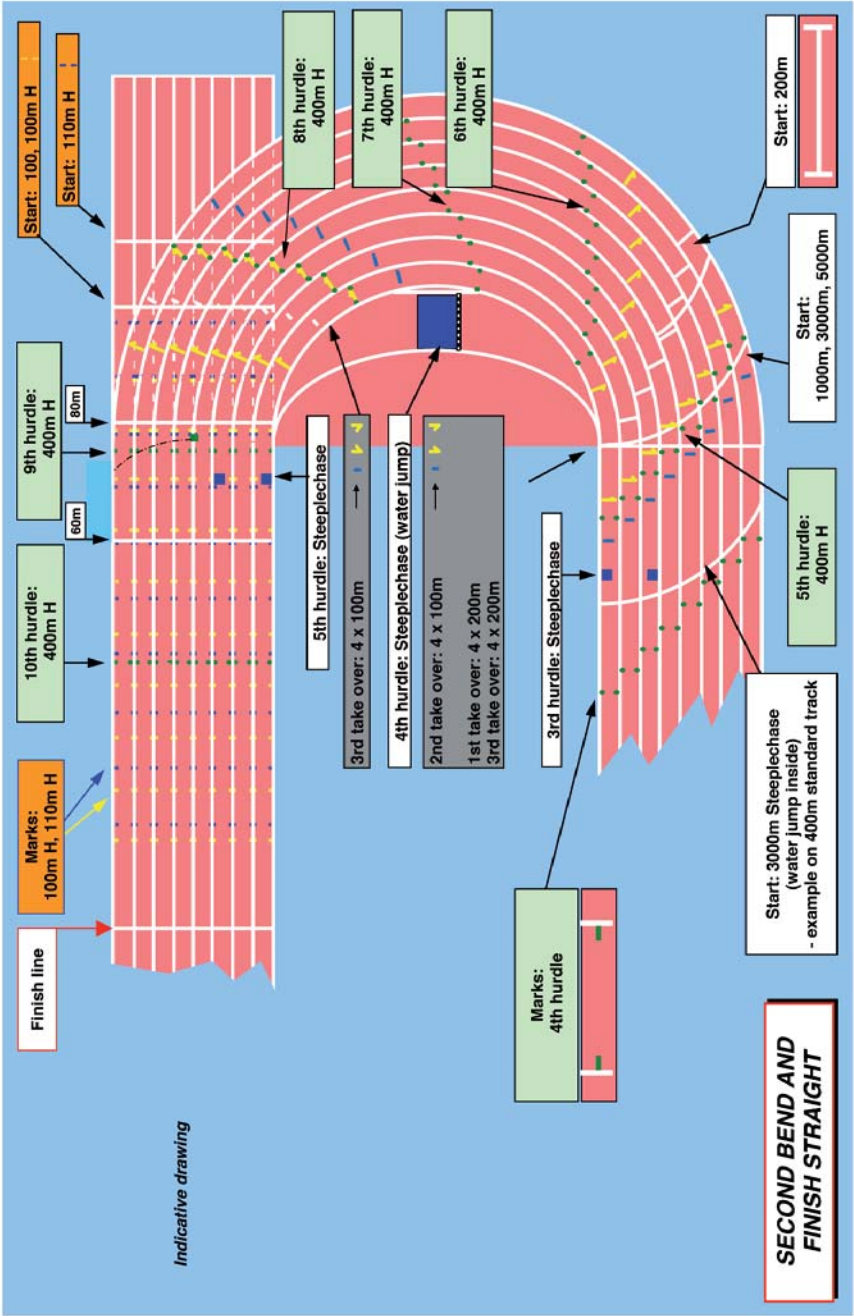 Finish line
Marks:
100m H, 110m H
10th hurdle:
400m H
9th hurdle:
400m H
Start: 100, 100m H
Start: 110m H
60m
80m
8th hurdle:
400m H
7th hurdle:
400m H
6th hurdle:
400m H
5th hurdle: Steeplechase
3rd take over: 4 x 100m
4th hurdle: Steeplechase (water jump)
2nd take over: 4 x 100m
1st take over: 4 x 200m
3rd take over: 4 x 200m
3rd hurdle: Steeplechase
Start: 200m
Start:
1000m, 3000m, 5000m
5th hurdle:
400m H
Start: 3000m Steeplechase
(water jump inside)
- example on 400m standard track
Marks:
4th hurdle
Indicative drawing
SECOND BEND AND
FINISH STRAIGHT